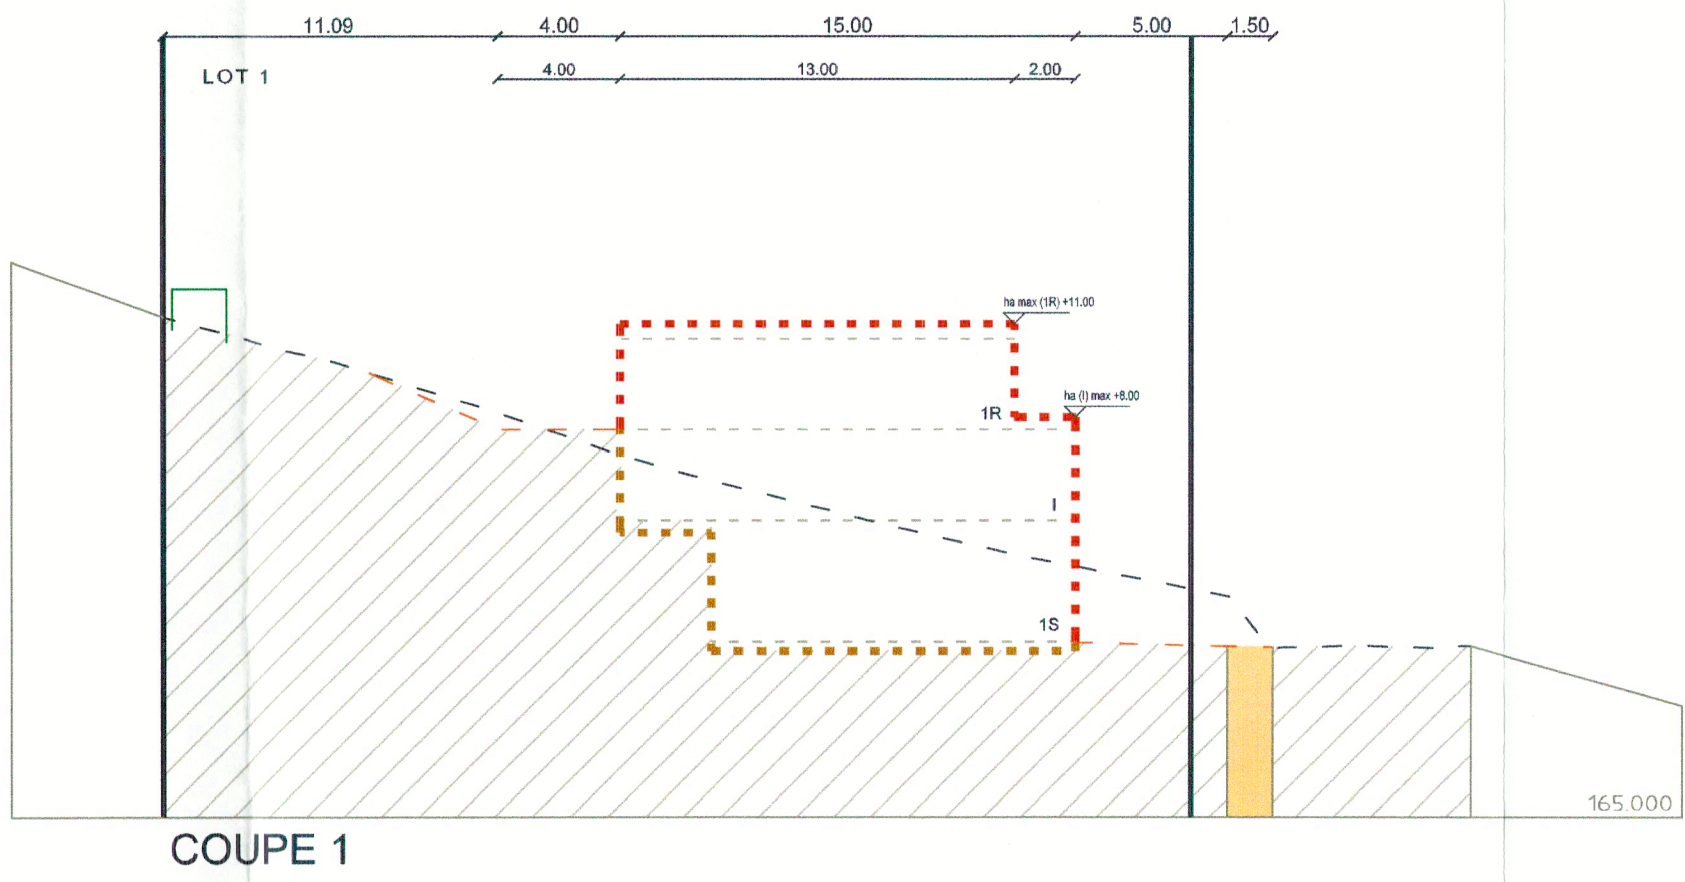 11.09 4.00 15.00 5.00 1.50
LOT 1 4.00 13.00 2.00
ha max (1R) +11.00
ha (I) max +8.00
1R
I
1S
165.000
COUPE 1